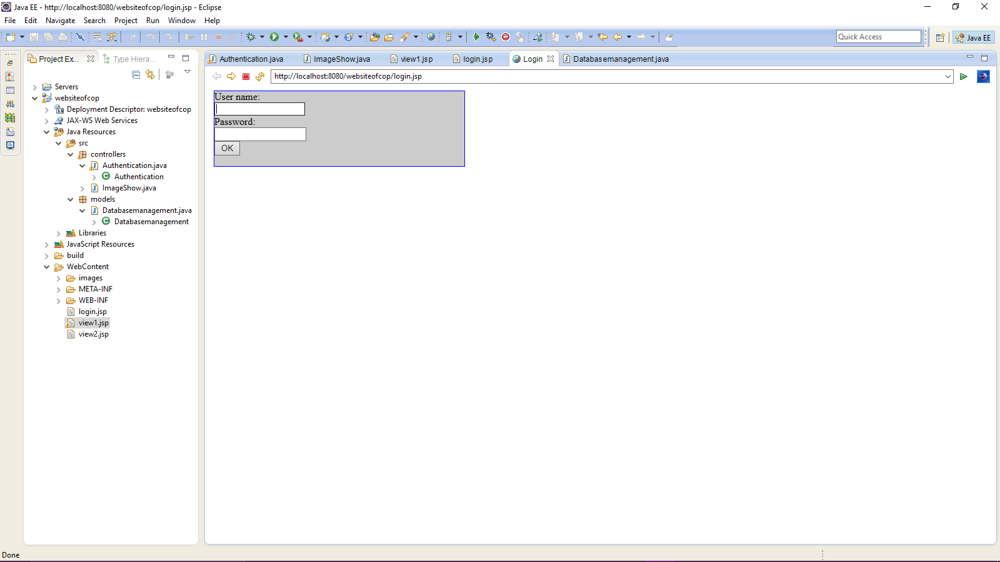 Java EE - http://localhost:8080/websiteofcop/login.jsp - Eclipse
File Edit Navigate Search Project Run Window Help
Quick Access
Java EE
Project Ex...
Type Hiera...
Authentication.java
ImageShow.java
view1.jsp
login.jsp
Login
Databasemanagement.java
http://localhost:8080/websiteofcop/login.jsp
Servers
websiteofcop
Deployment Descriptor: websiteofcop
JAX-WS Web Services
Java Resources
src
controllers
Authentication.java
Authentication
ImageShow.java
models
Databasemanagement.java
Databasemanagement
Libraries
JavaScript Resources
build
WebContent
images
META-INF
WEB-INF
login.jsp
view1.jsp
view2.jsp
User name:
Password:
OK
Done